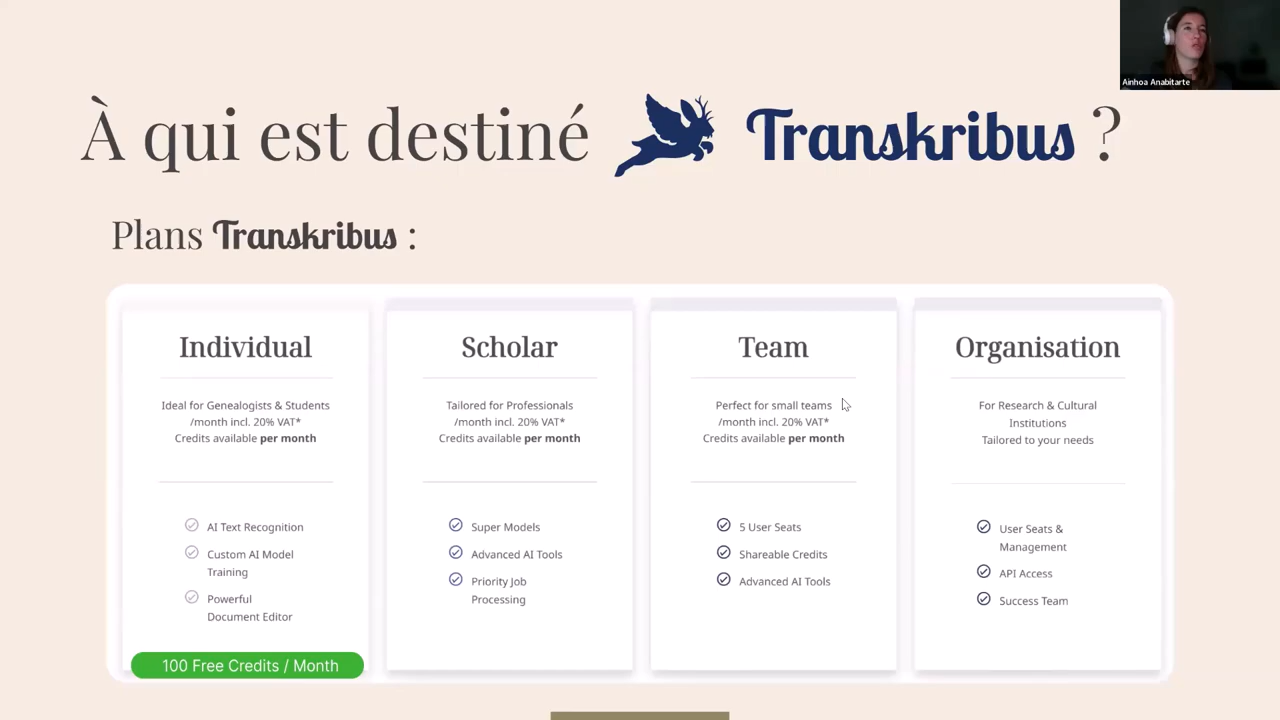 Ainhoa Anabitarte
À qui est destiné Transkribus ?
Plans Transkribus :
Individual
Ideal for Genealogists & Students
/month incl. 20% VAT*
Credits available per month
AI Text Recognition
Custom AI Model
Training
Powerful
Document Editor
100 Free Credits / Month
Scholar
Tailored for Professionals
/month incl. 20% VAT*
Credits available per month
Super Models
Advanced AI Tools
Priority Job
Processing
Team
Perfect for small teams
/month incl. 20% VAT*
Credits available per month
5 User Seats
Shareable Credits
Advanced AI Tools
Organisation
For Research & Cultural
Institutions
Tailored to your needs
User Seats &
Management
API Access
Success Team